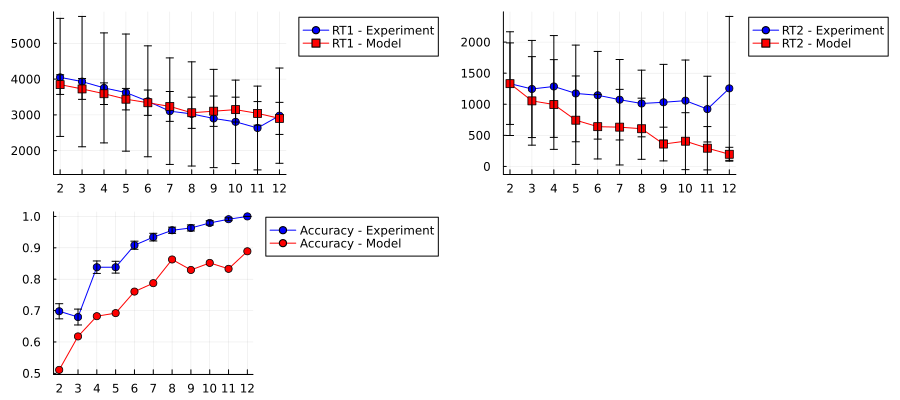 RT1 - Experiment
RT1 - Model
5000
4000
3000
2000
2 3 4 5 6 7 8 9 10 11 12
RT2 - Experiment
RT2 - Model
2000
1500
1000
500
0
2 3 4 5 6 7 8 9 10 11 12
Accuracy - Experiment
Accuracy - Model
1.0
0.9
0.8
0.7
0.6
0.5
2 3 4 5 6 7 8 9 10 11 12